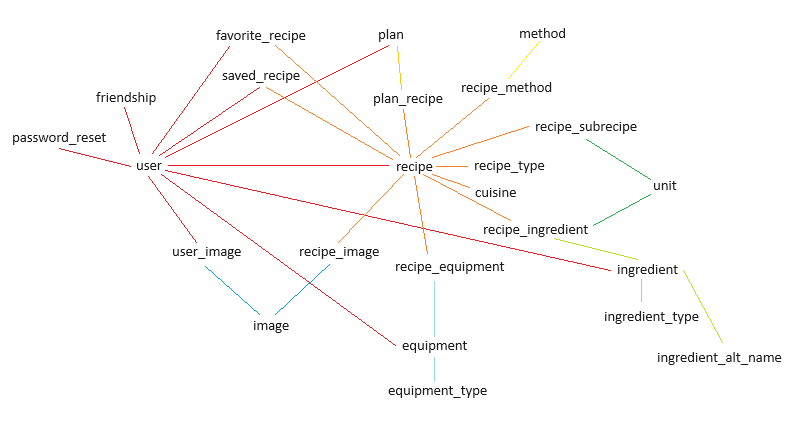 favorite_recipe
plan
method
saved_recipe
recipe_method
friendship
plan_recipe
recipe_subrecipe
password_reset
user
recipe
recipe_type
unit
cuisine
recipe_ingredient
user_image
recipe_image
recipe_equipment
ingredient
ingredient_type
image
equipment
ingredient_alt_name
equipment_type